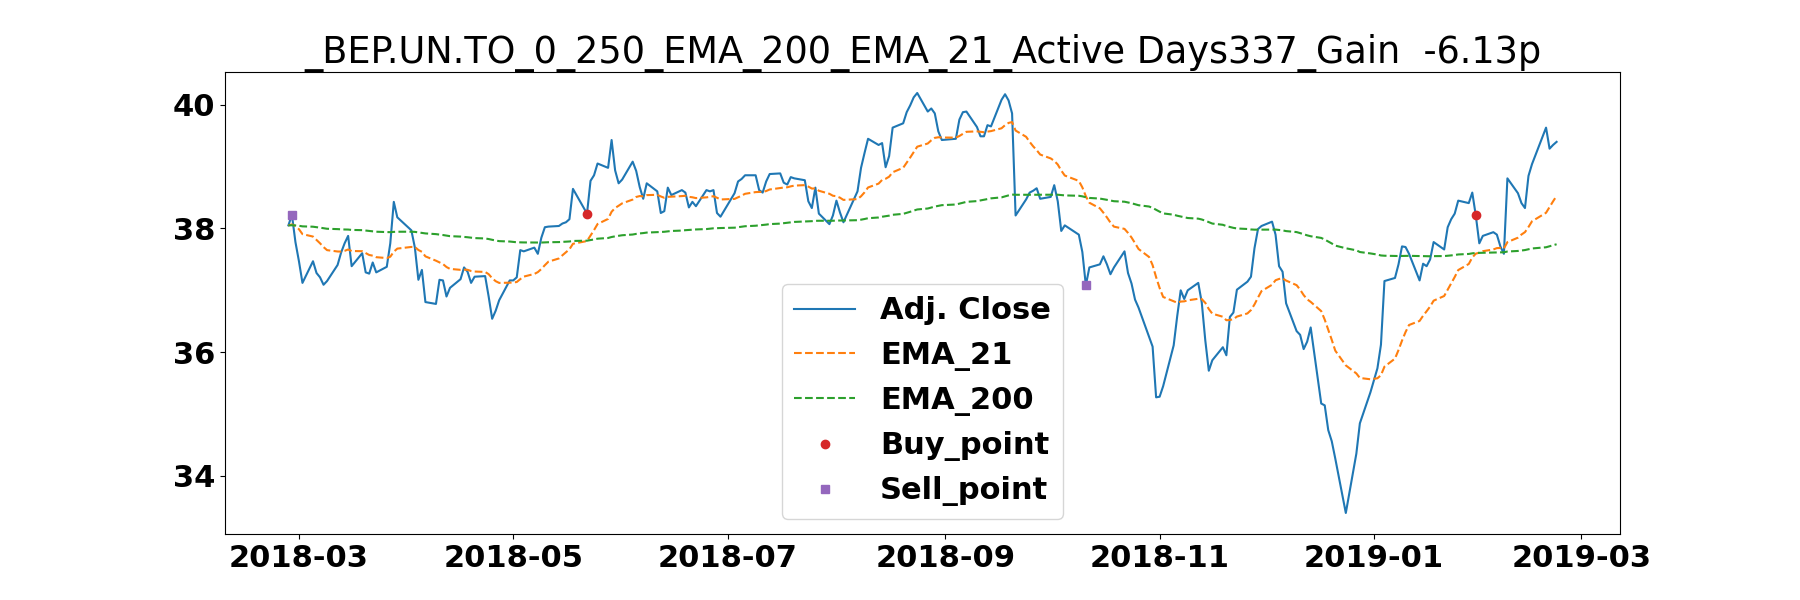 _BEP.UN.TO_0_250_EMA_200_EMA_21_Active Days337_Gain  -6.13p
40
38
36
34
Adj. Close
EMA_21
EMA_200
Buy_point
Sell_point
2018-03 2018-05 2018-07 2018-09 2018-11 2019-01 2019-03